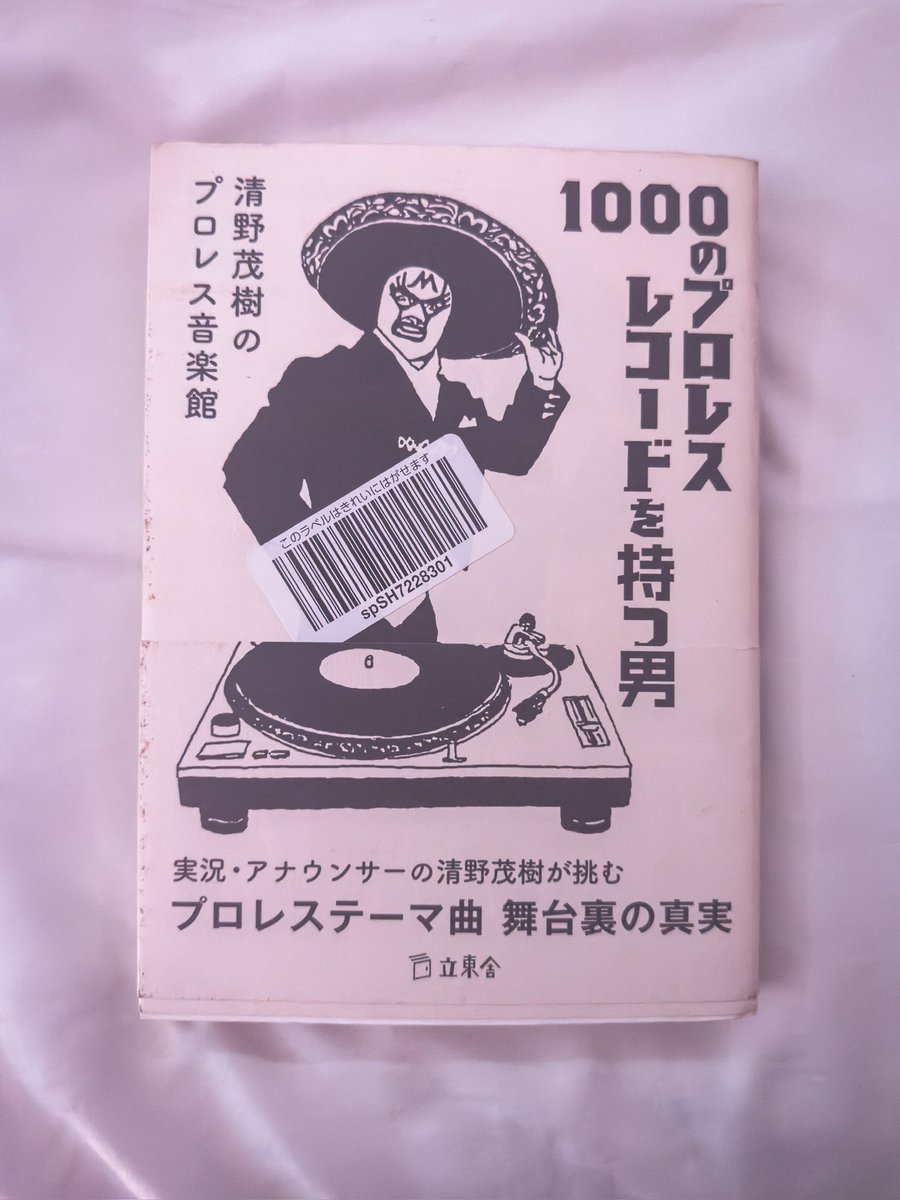 1000のプロレス
レコードを持つ男
清野茂樹の
プロレス音楽館
M
このラベルはきれいにはがせます
spSH7228301
実況・アナウンサーの清野茂樹が挑む
プロレステーマ曲 舞台裏の真実
立東舎